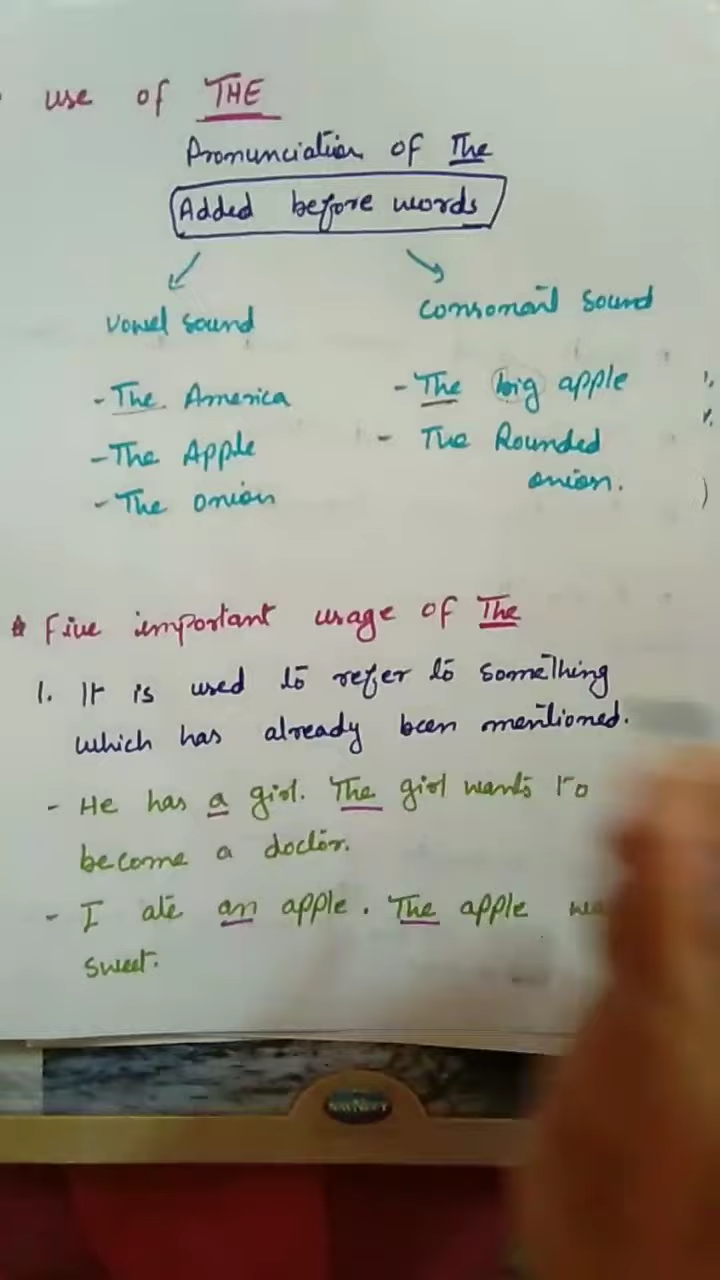 use of THE
Pronunciation of The
Added before words
vowel sound
consonant sound
- The America
- The big apple
- The Apple
- The Rounded
onion.
- The onion
Five important usage of The
1. It is used to refer to something
which has already been mentioned.
- He has a girl. The girl wants to
become a doctor.
- I ate an apple. The apple
sweet.